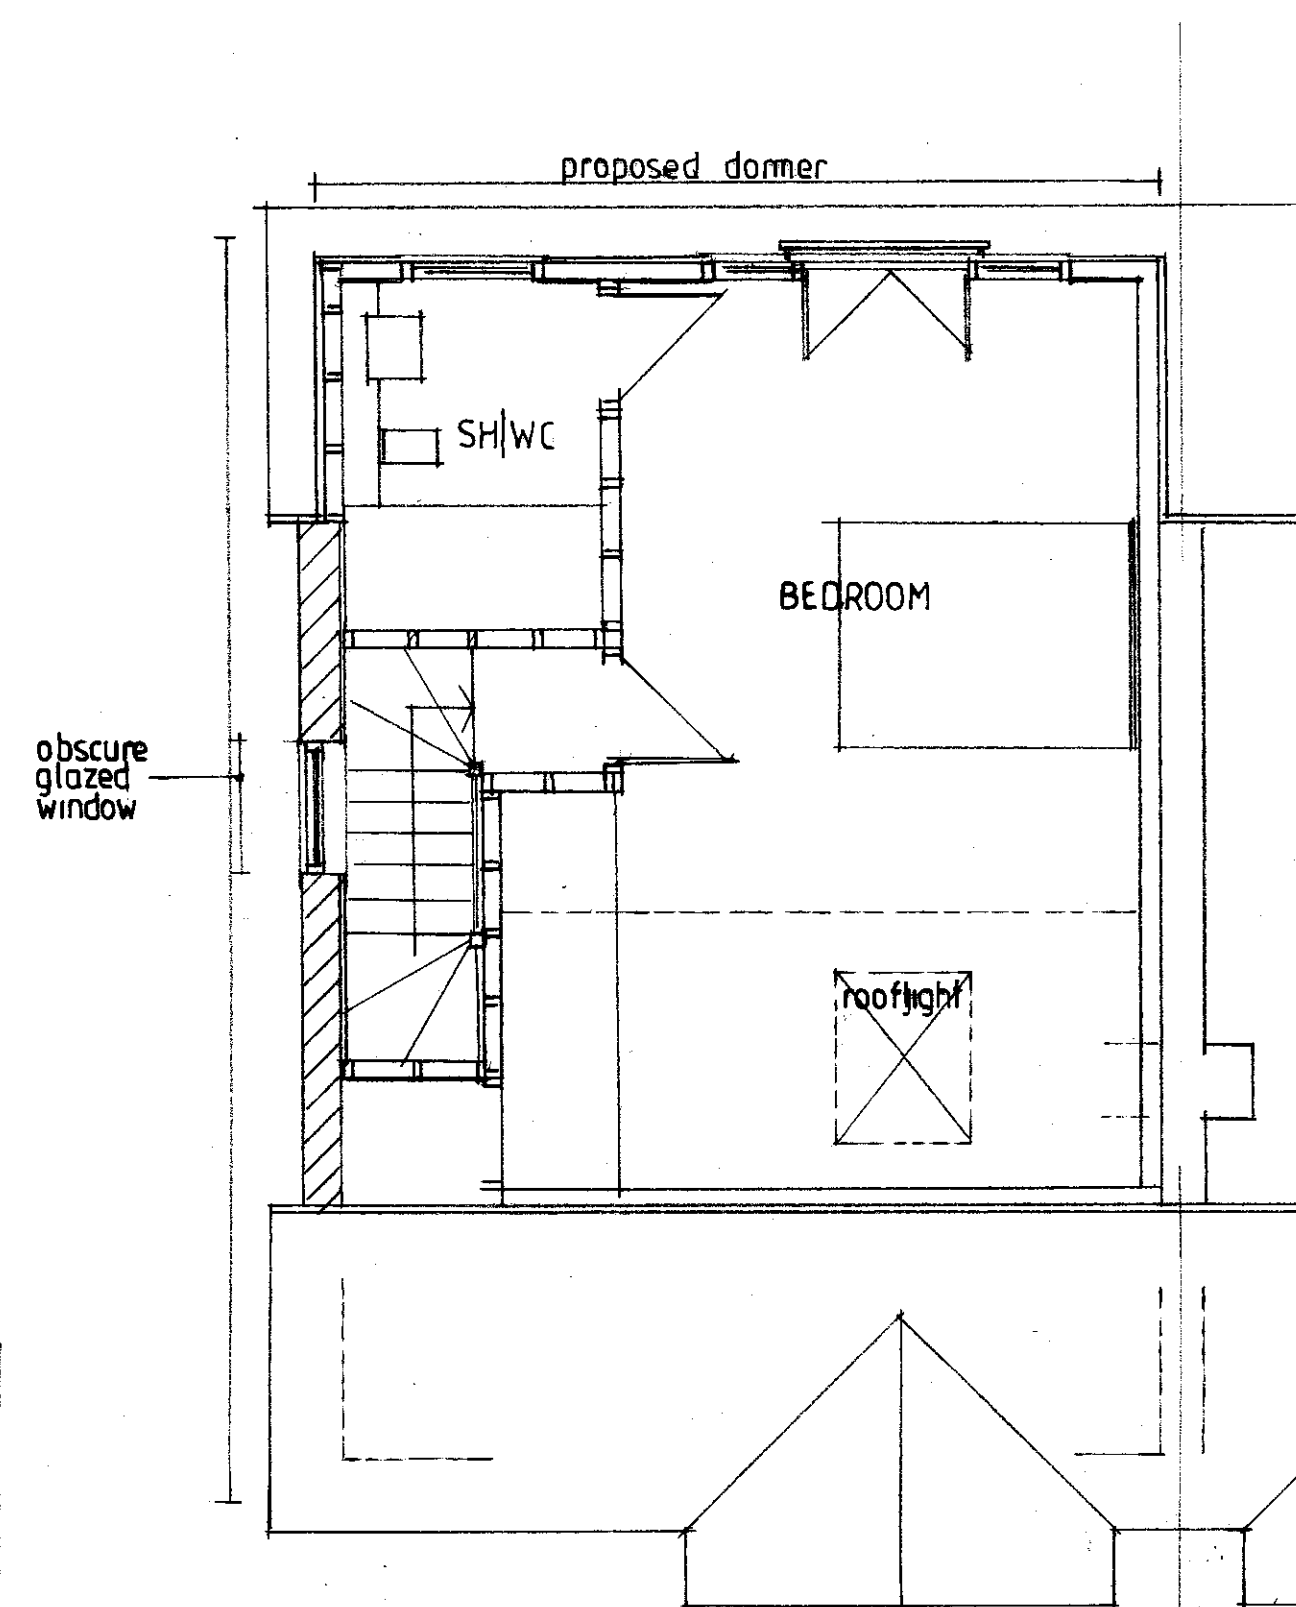 proposed dormer
SH/WC
BEDROOM
obscure
glazed
window
rooflight